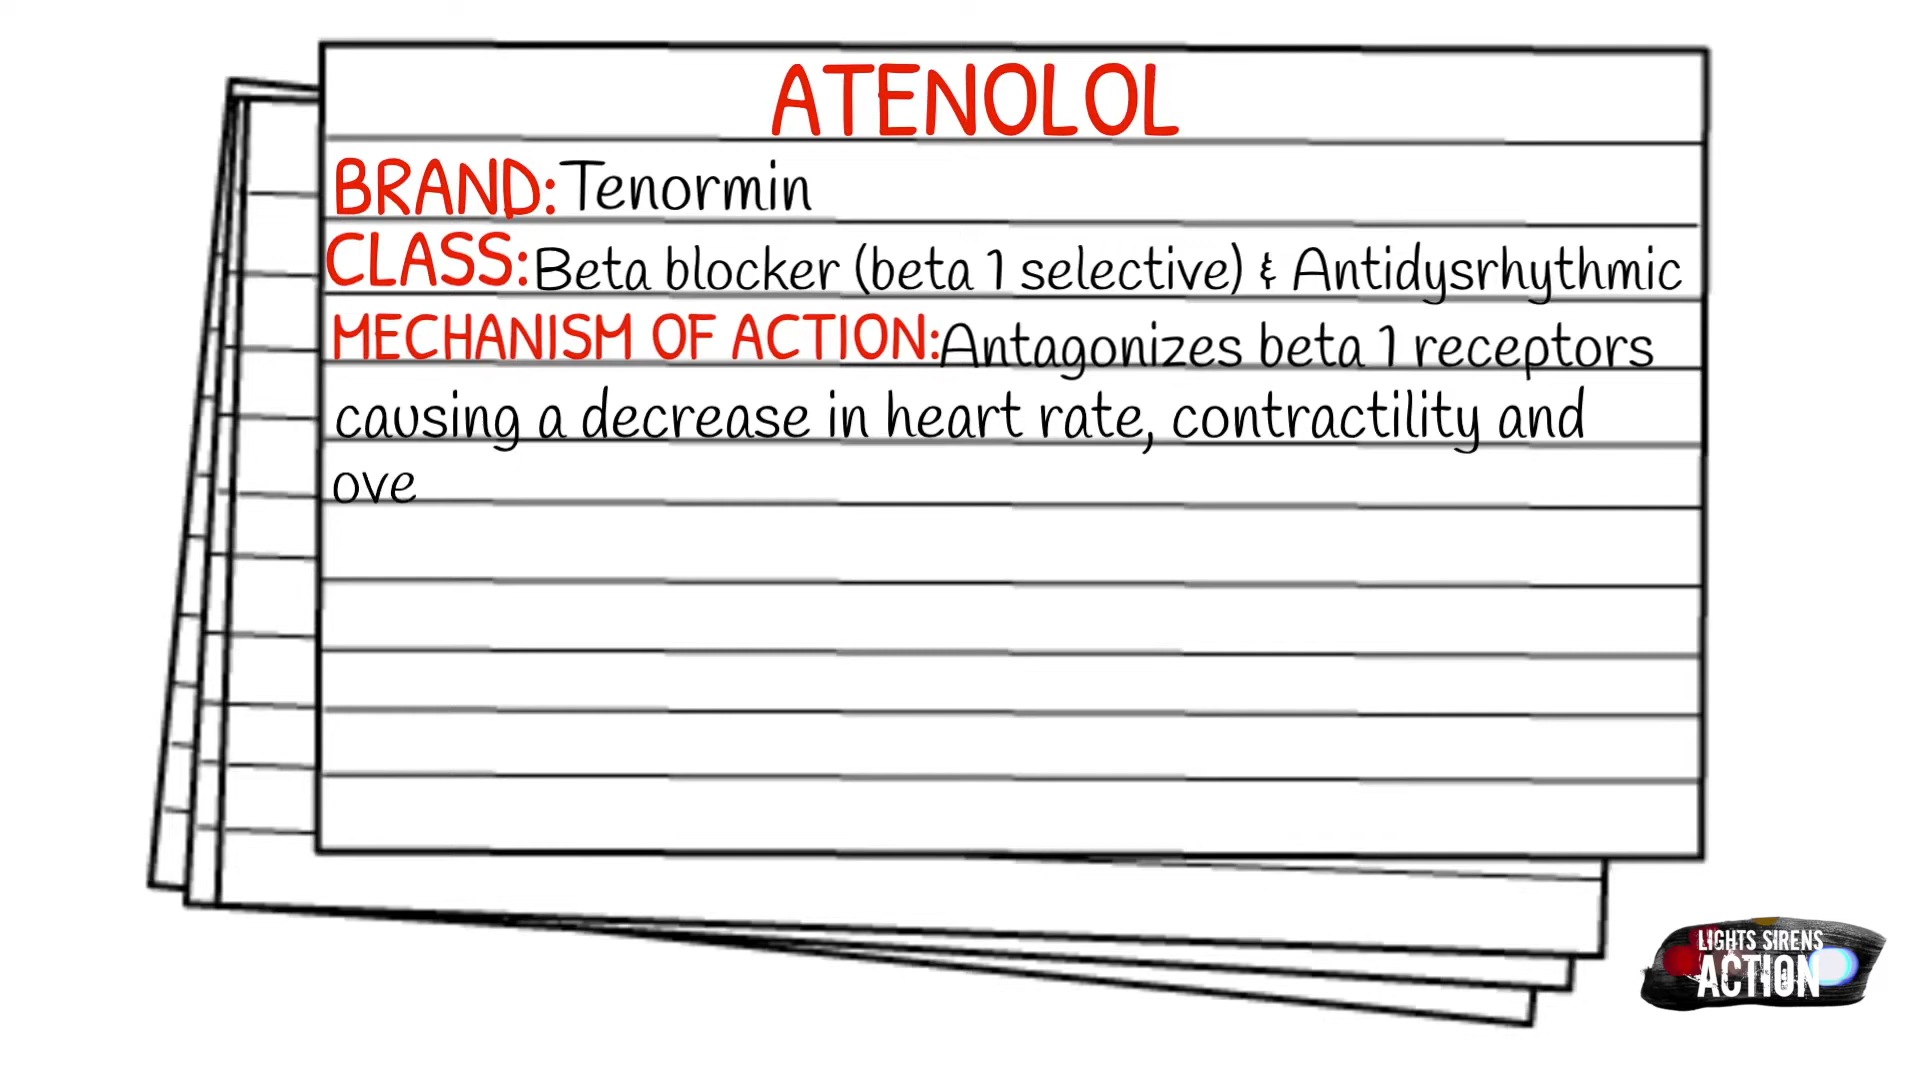 ATENOLOL
BRAND: Tenormin
CLASS: Beta blocker (beta 1 selective) & Antidysrhythmic
MECHANISM OF ACTION: Antagonizes beta 1 receptors
causing a decrease in heart rate, contractility and
ove
LIGHTS SIRENS
ACTION